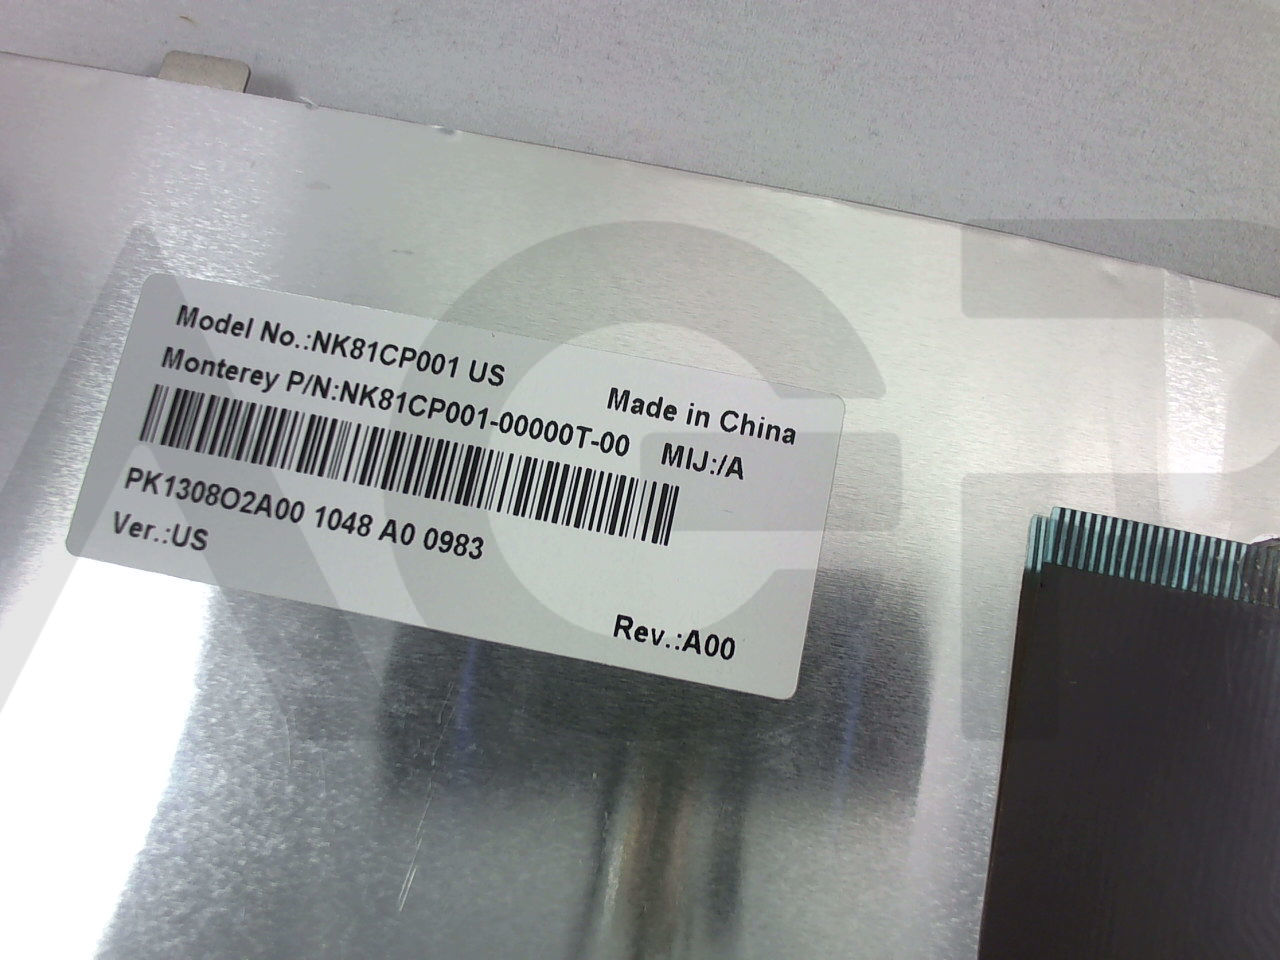 Model No.:NK81CP001 US
Monterey P/N:NK81CP001-00000T-00
Made in China
MIJ:/A
PK1308O2A00 1048 A0 0983
Ver.:US
Rev.:A00
AGP